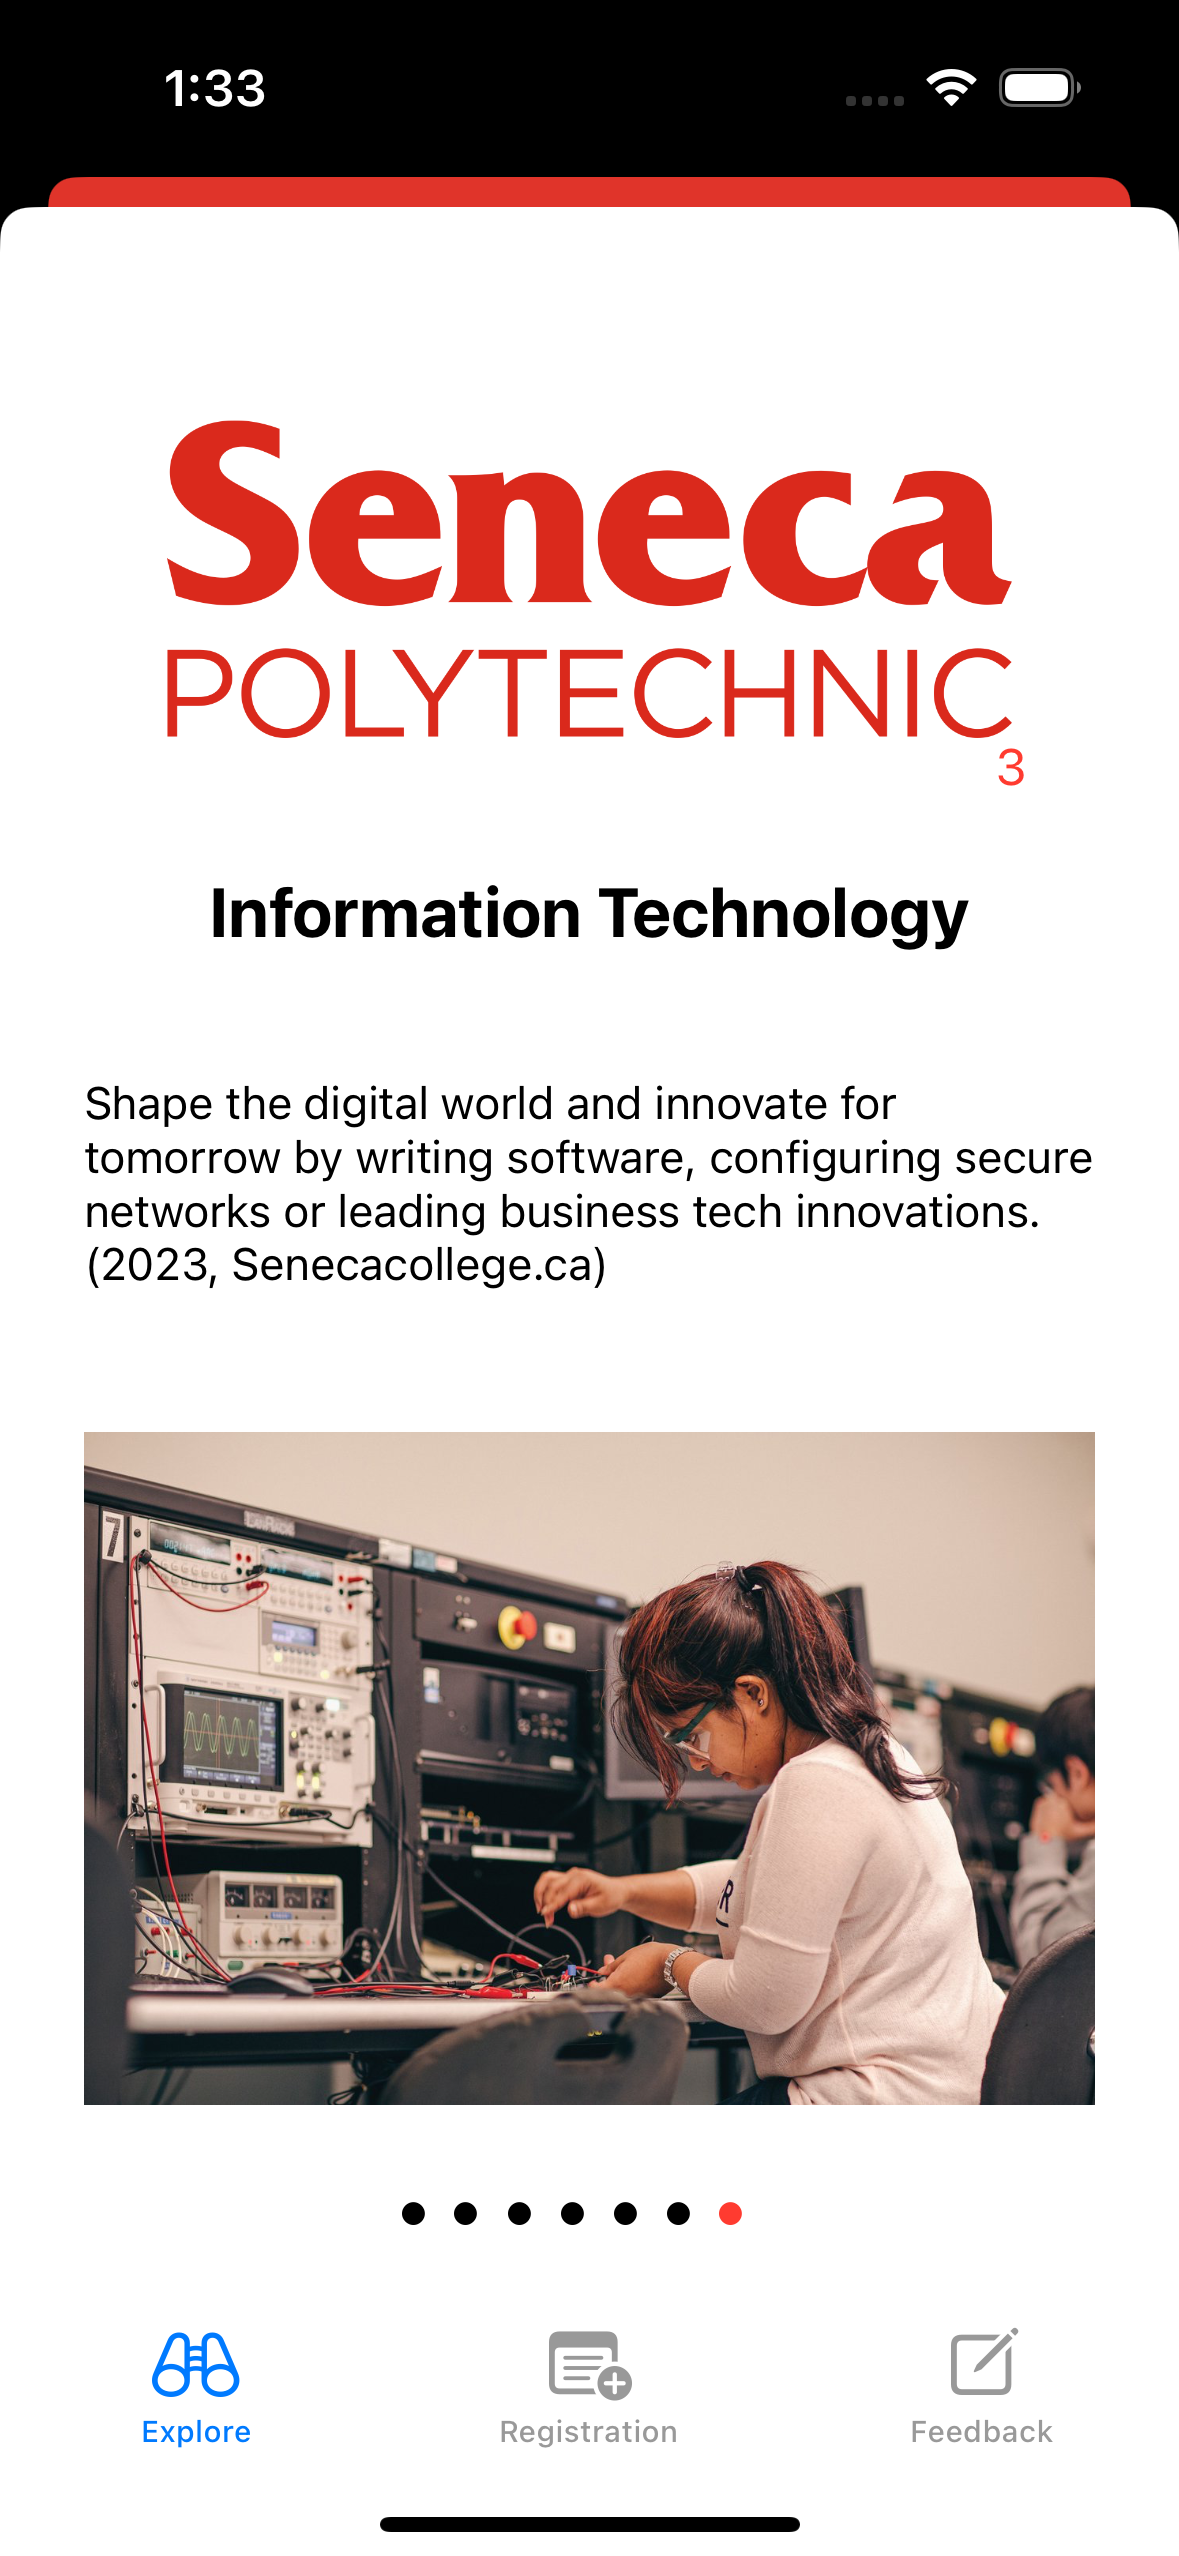 1:33
Seneca
POLYTECHNIC
3
Information Technology
Shape the digital world and innovate for
tomorrow by writing software, configuring secure
networks or leading business tech innovations.
(2023, Senecacollege.ca)
7
Explore
Registration
Feedback